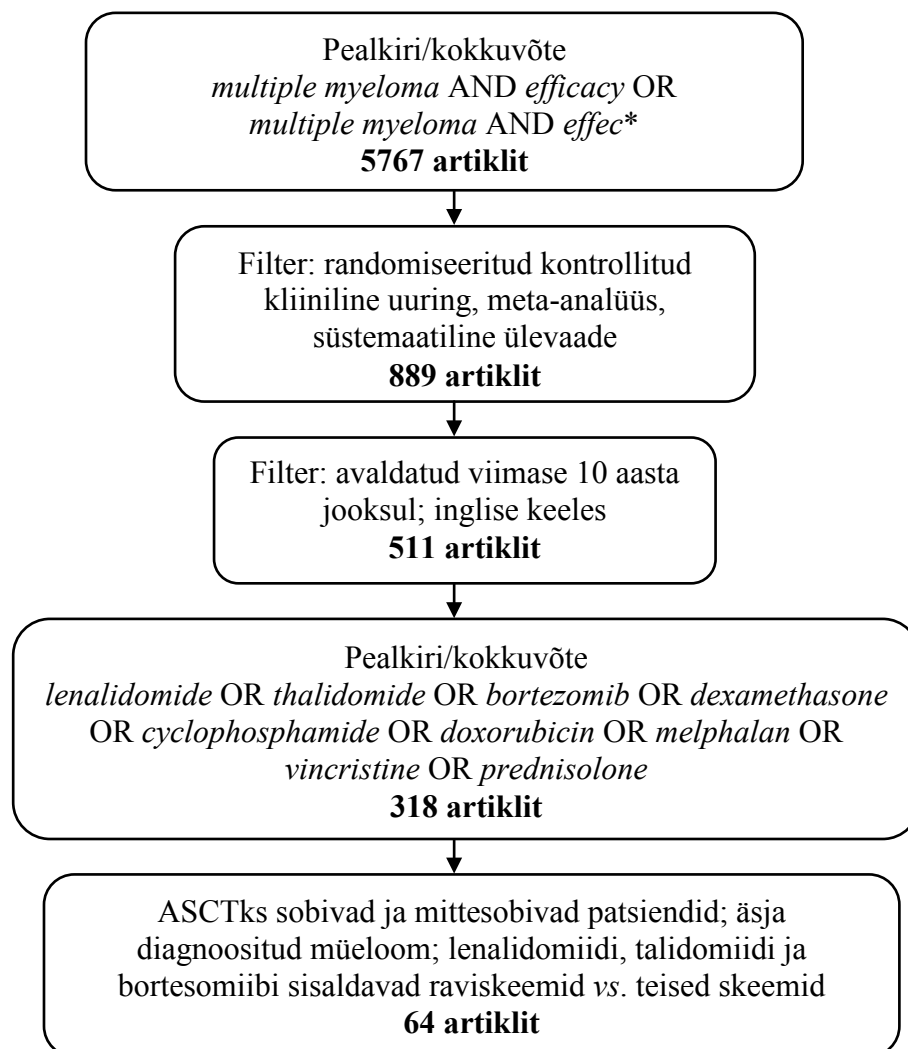 Pealkiri/kokkuvõte
multiple myeloma AND efficacy OR
multiple myeloma AND effec*
5767 artiklit
Filter: randomiseeritud kontrollitud
kliiniline uuring, meta-analüüs,
süstemaatiline ülevaade
889 artiklit
Filter: avaldatud viimase 10 aasta
jooksul; inglise keeles
511 artiklit
Pealkiri/kokkuvõte
lenalidomide OR thalidomide OR bortezomib OR dexamethasone
OR cyclophosphamide OR doxorubicin OR melphalan OR
vincristine OR prednisolone
318 artiklit
ASCTks sobivad ja mittesobivad patsiendid; äsja
diagnoositud müeloom; lenalidomiidi, talidomiidi ja
bortesomiibi sisaldavad raviskeemid vs. teised skeemid
64 artiklit